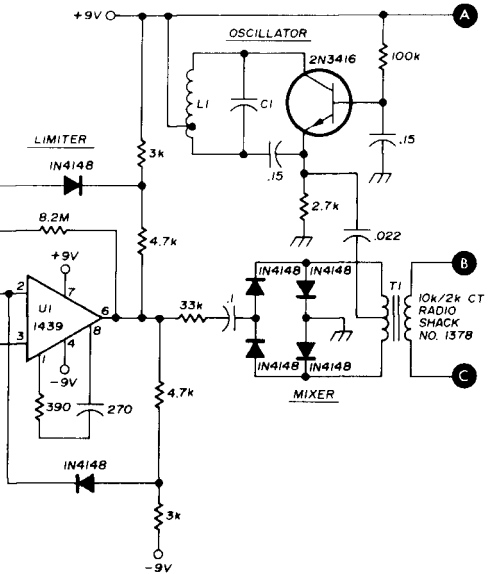 +9V
A
OSCILLATOR
2N3416
100k
L1
C1
.15
.15
LIMITER
3k
1N4148
2.7k
8.2M
4.7k
.022
+9V
B
1N4148
1N4148
T1
10k/2k CT
RADIO
SHACK
NO. 1378
2
7
U1
1439
6
33k
.1
8
3
1
4
-9V
1N4148
1N4148
C
MIXER
390
270
4.7k
1N4148
3k
-9V